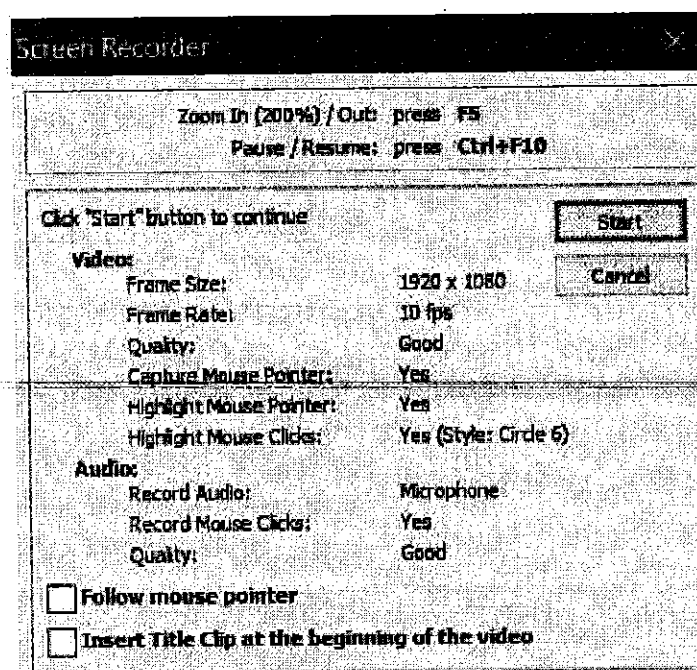 Screen Recorder
Zoom In (200%) / Out: press F5
Pause / Resume: press Ctrl+F10
Click "Start" button to continue
Start
Video:
Cancel
Frame Size: 1920 x 1080
Frame Rate: 10 fps
Quality: Good
Capture Mouse Pointer: Yes
Highlight Mouse Pointer: Yes
Highlight Mouse Clicks: Yes (Style: Circle 6)
Audio:
Record Audio: Microphone
Record Mouse Clicks: Yes
Quality: Good
Follow mouse pointer
Insert Title Clip at the beginning of the video